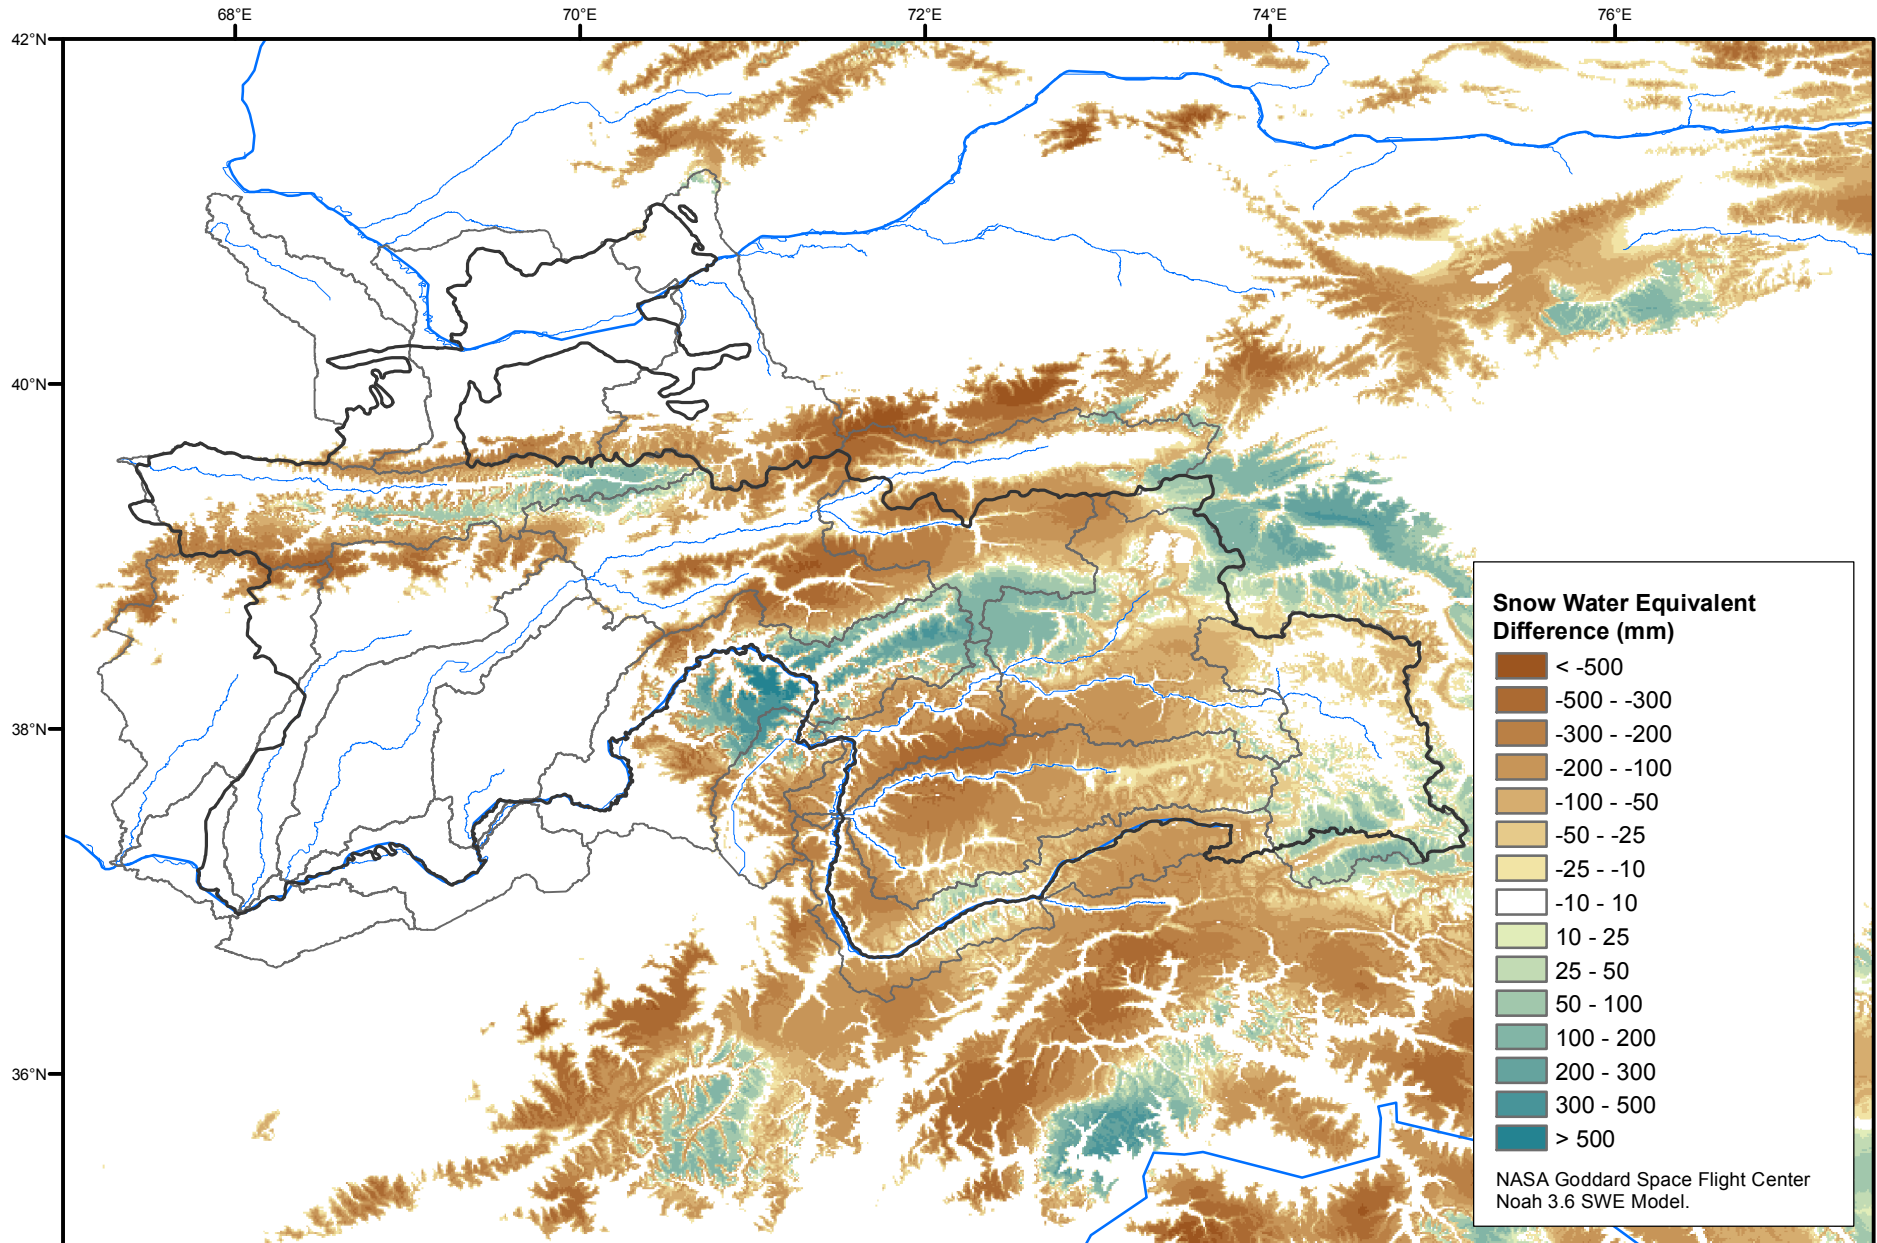 68°E
70°E
72°E
74°E
76°E
42°N
40°N
38°N
36°N
Snow Water Equivalent
Difference (mm)
< -500
-500 - -300
-300 - -200
-200 - -100
-100 - -50
-50 - -25
-25 - -10
-10 - 10
10 - 25
25 - 50
50 - 100
100 - 200
200 - 300
300 - 500
> 500
NASA Goddard Space Flight Center
Noah 3.6 SWE Model.